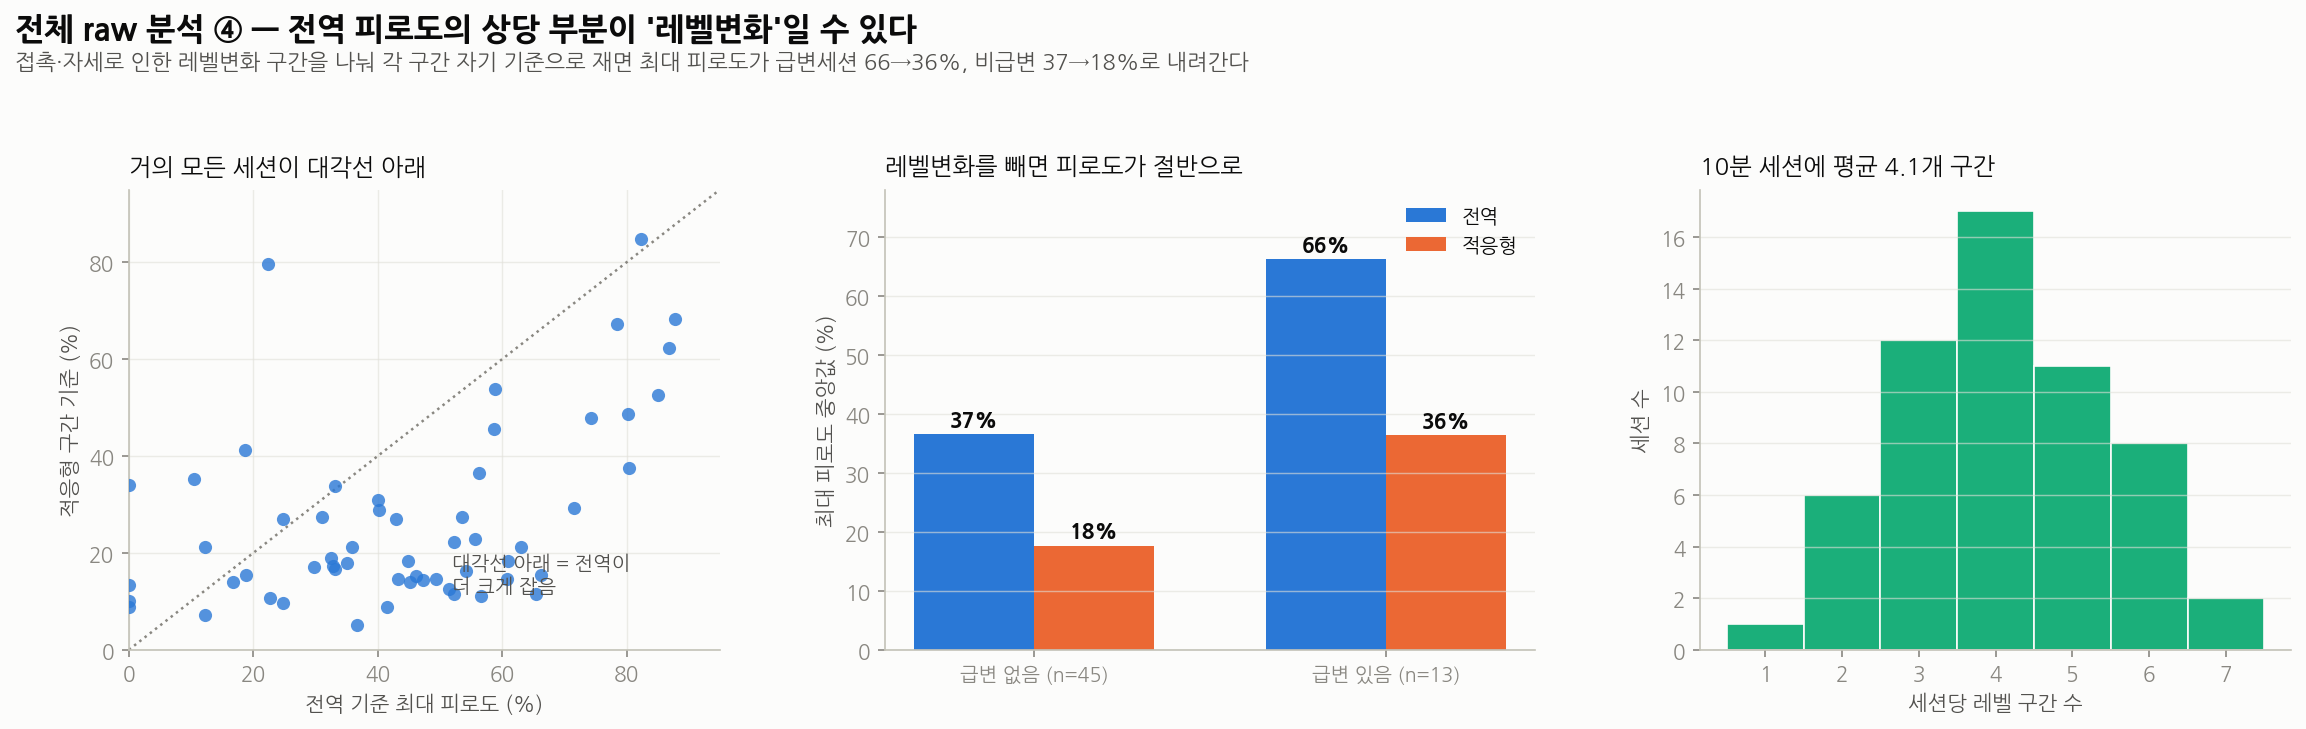 전체 raw 분석 ④ — 전역 피로도의 상당 부분이 '레벨변화'일 수 있다
접촉·자세로 인한 레벨변화 구간을 나눠 각 구간 자기 기준으로 재면 최대 피로도가 급변세션 66→36%, 비급변 37→18%로 내려간다
거의 모든 세션이 대각선 아래
적응형 구간 기준 (%)
80
60
40
20
0
대각선 아래 = 전역이
더 크게 잡음
0 20 40 60 80
전역 기준 최대 피로도 (%)
레벨변화를 빼면 피로도가 절반으로
최대 피로도 중앙값 (%)
70
60
50
40
30
20
10
0
전역
적응형
37%
18%
66%
36%
급변 없음 (n=45)
급변 있음 (n=13)
10분 세션에 평균 4.1개 구간
세션 수
16
14
12
10
8
6
4
2
0
1 2 3 4 5 6 7
세션당 레벨 구간 수